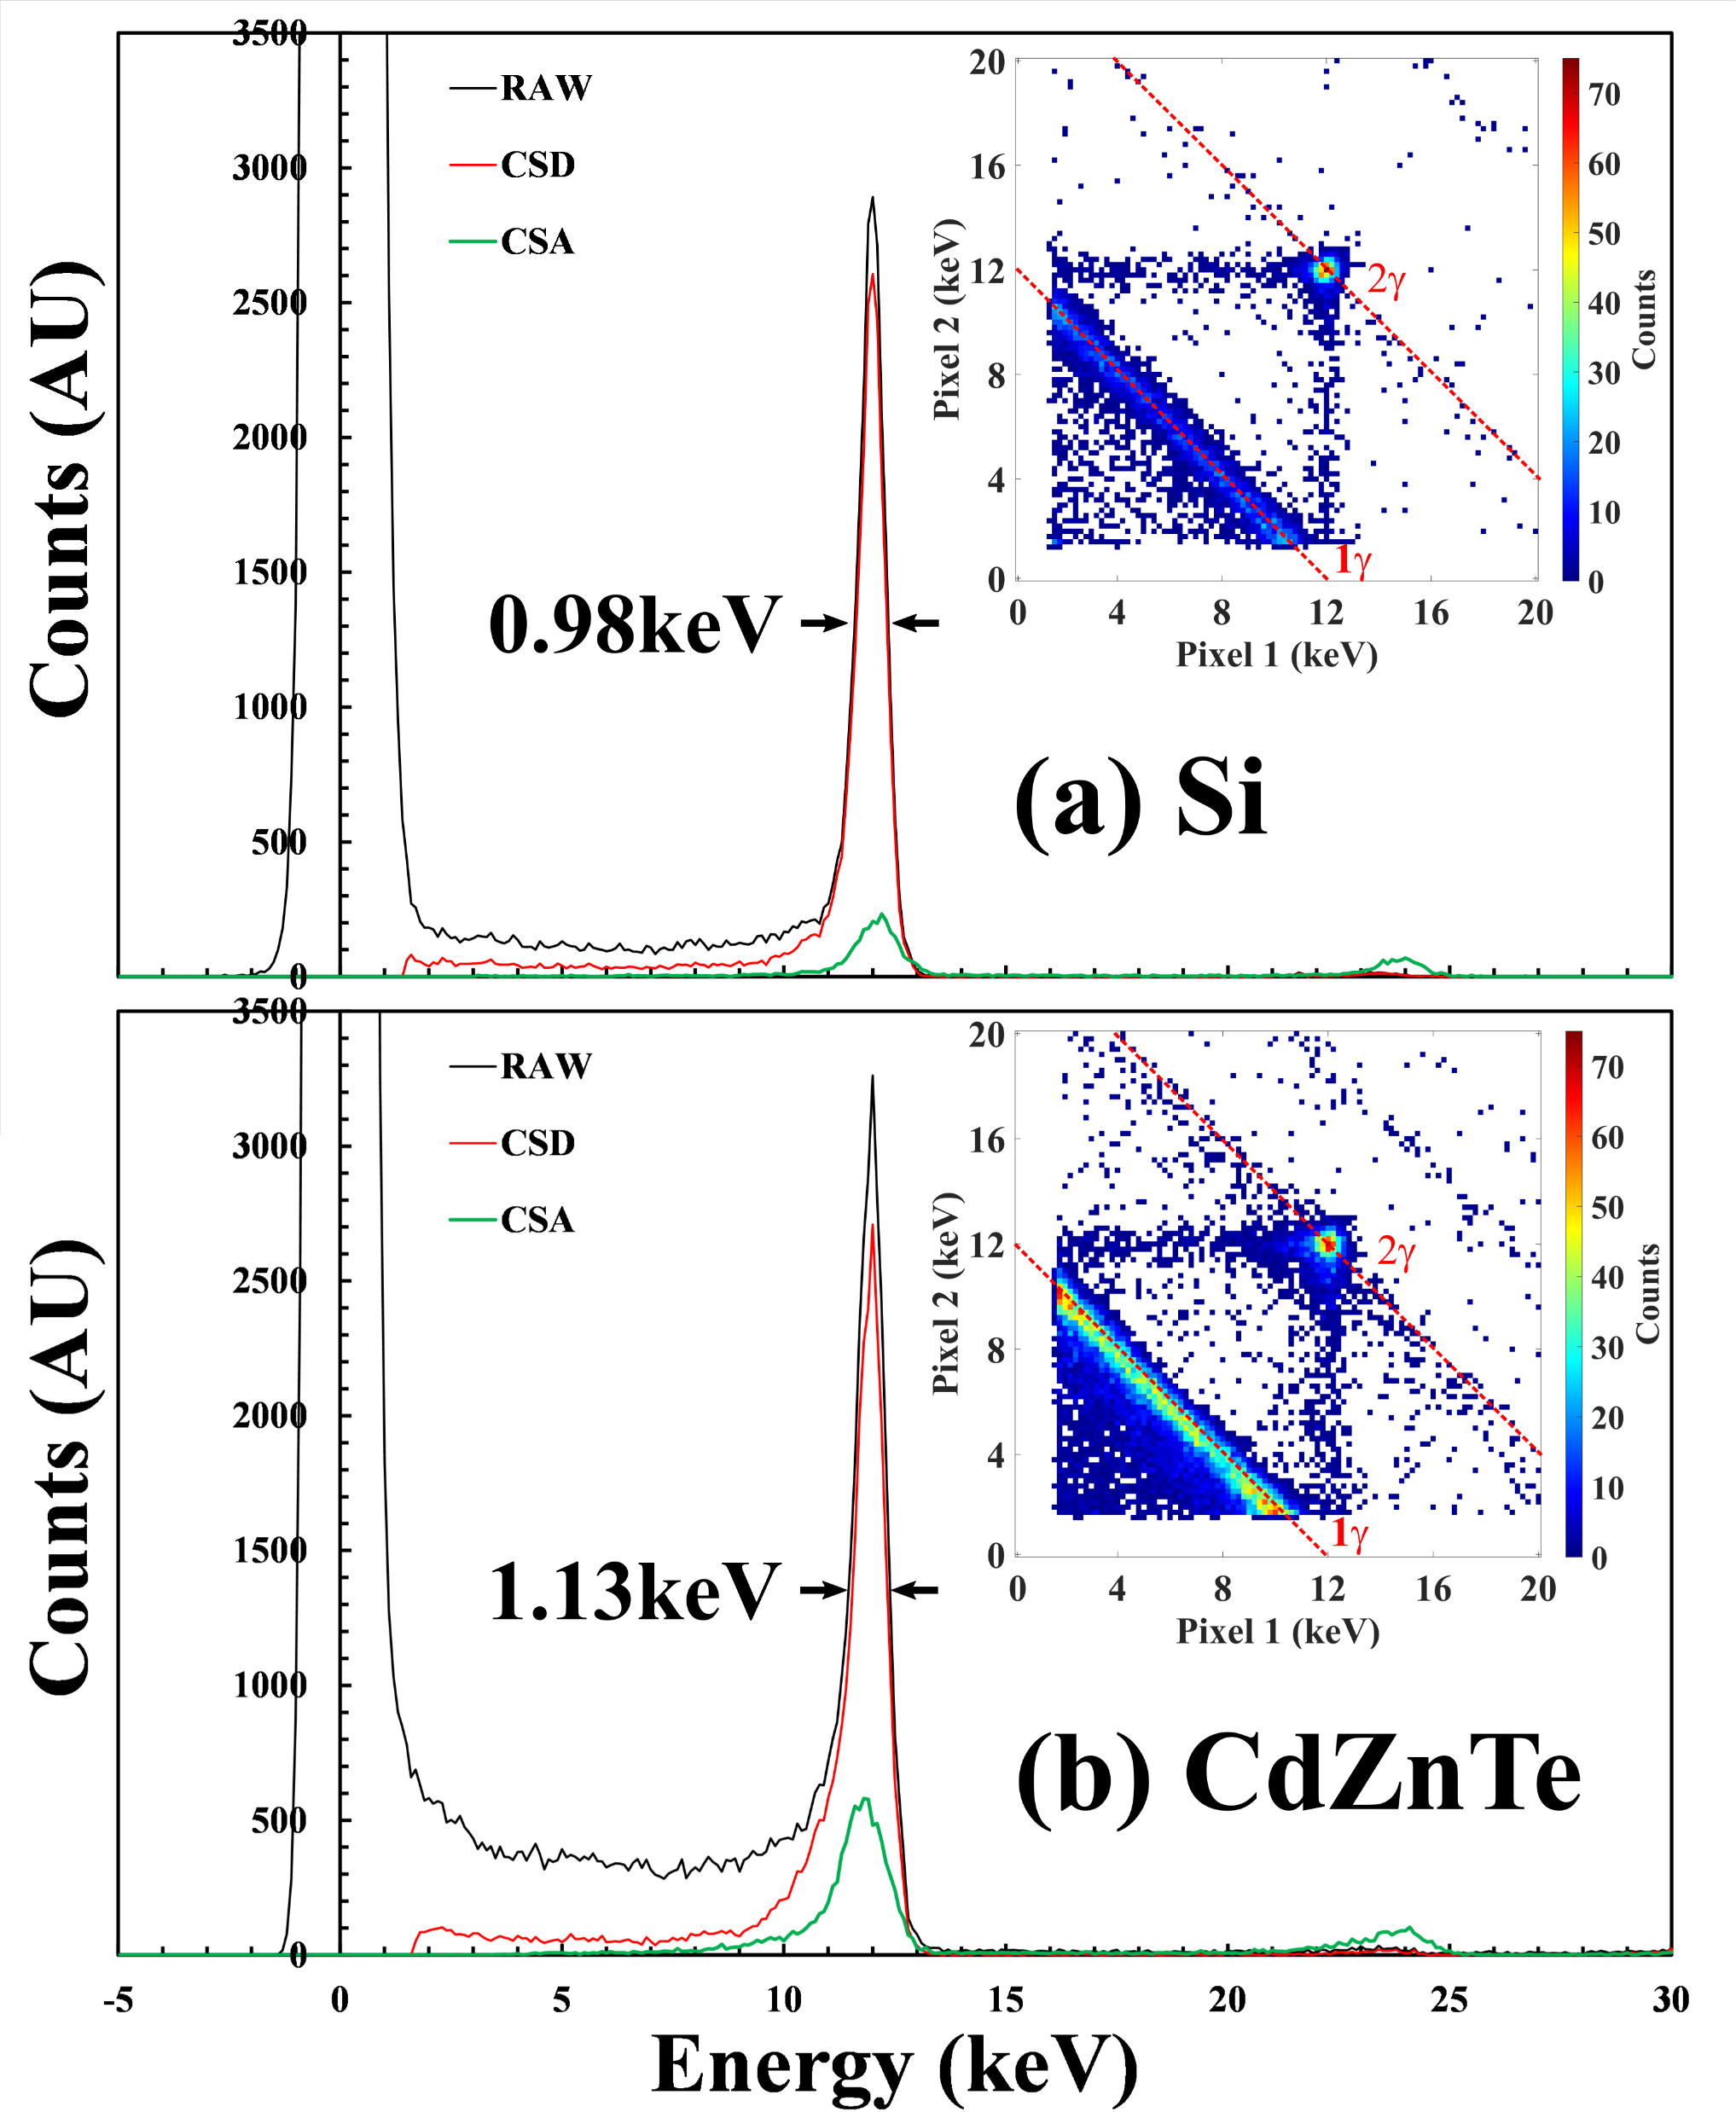 Counts (AU)
3500
3000
2500
2000
1500
1000
500
0
RAW
CSD
CSA
0.98keV
(a) Si
20
16
12
8
4
0
0 4 8 12 16 20
Pixel 2 (keV)
Pixel 1 (keV)
2γ
1γ
70
60
50
40
30
20
10
0
Counts
Counts (AU)
3500
3000
2500
2000
1500
1000
500
0
RAW
CSD
CSA
1.13keV
(b) CdZnTe
20
16
12
8
4
0
0 4 8 12 16 20
Pixel 2 (keV)
Pixel 1 (keV)
2γ
1γ
70
60
50
40
30
20
10
0
Counts
-5 0 5 10 15 20 25 30
Energy (keV)